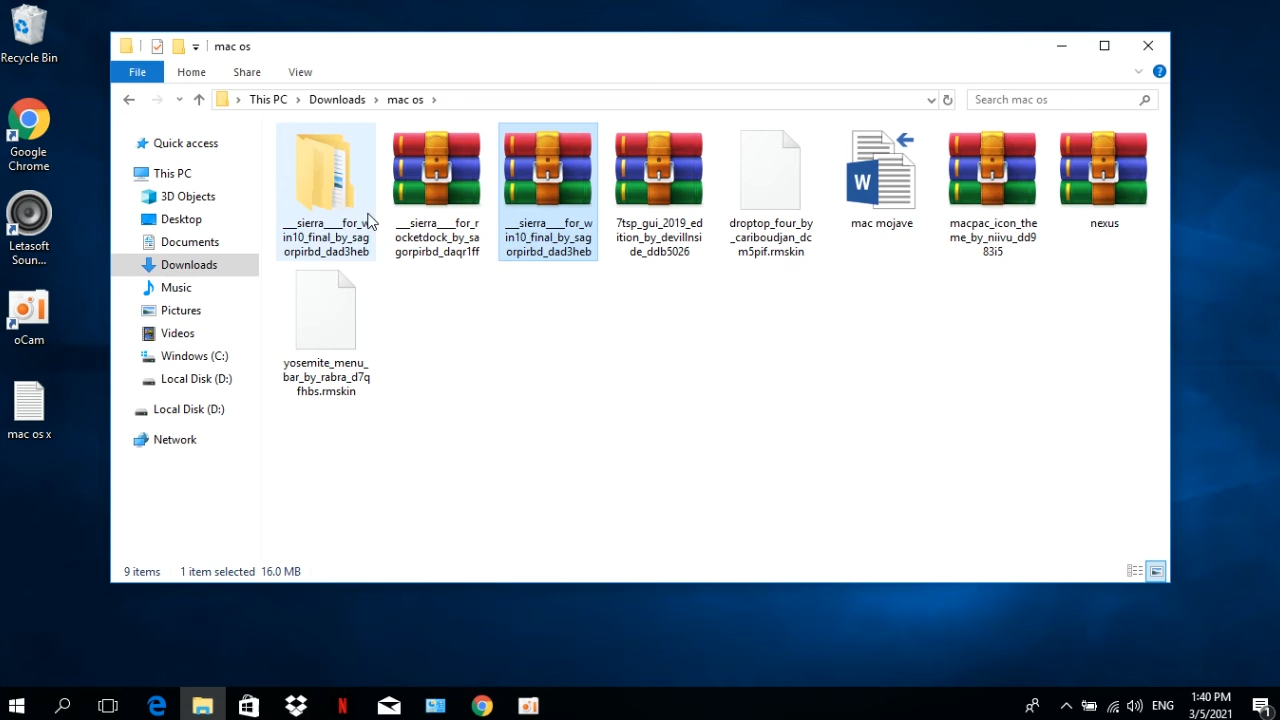 Recycle Bin
Google
Chrome
Letasoft
Soun...
oCam
mac os x
mac os
File
Home
Share
View
This PC
Downloads
mac os
Search mac os
Quick access
This PC
3D Objects
Desktop
Documents
Downloads
Music
Pictures
Videos
Windows (C:)
Local Disk (D:)
Local Disk (D:)
Network
___sierra____for_w
in10_final_by_sag
orpirbd_dad3heb
___sierra____for_r
ocketdock_by_sa
gorpirbd_daqr1ff
___sierra____for_w
in10_final_by_sag
orpirbd_dad3heb
7tsp_gui_2019_ed
ition_by_devillnsi
de_ddb5026
droptop_four_by
_cariboudjan_dc
m5pif.rmskin
mac mojave
macpac_icon_the
me_by_niivu_dd9
83i5
nexus
yosemite_menu_
bar_by_rabra_d7q
fhbs.rmskin
9 items
1 item selected 16.0 MB
ENG
1:40 PM
3/5/2021
1